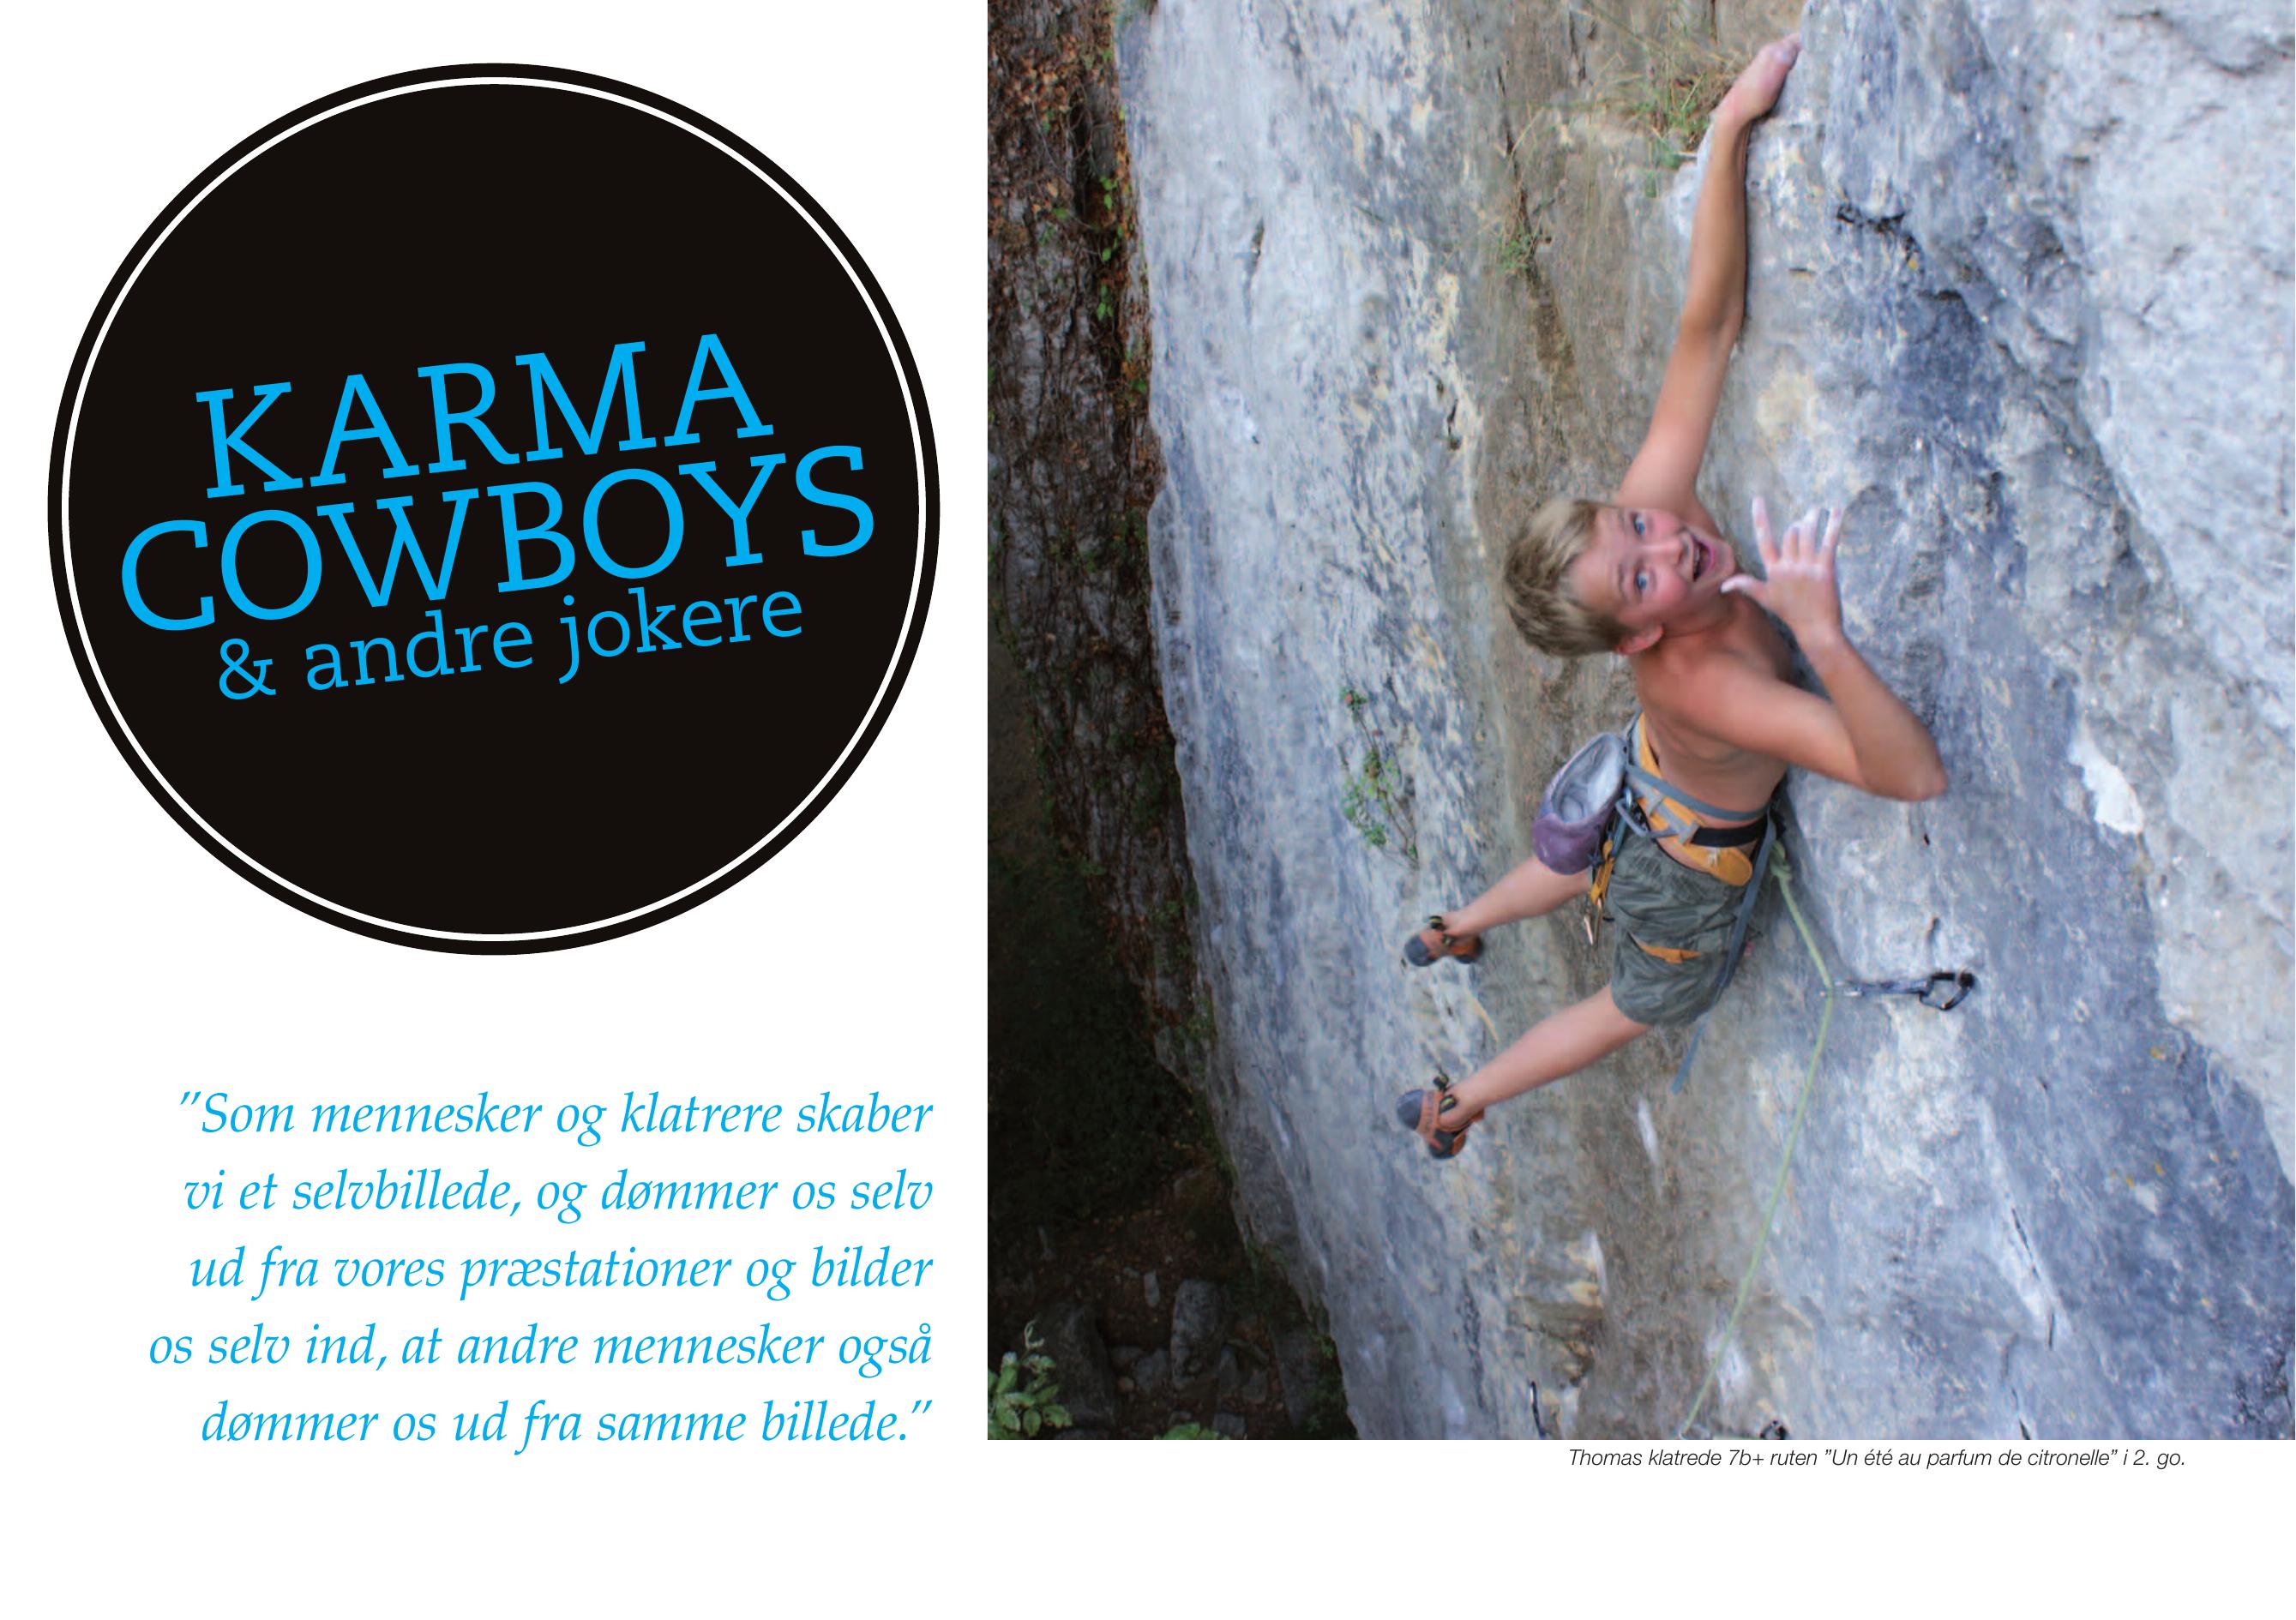 KARMA
COWBOYS
& andre jokere
”Som mennesker og klatrere skaber
vi et selvbillede, og dømmer os selv
ud fra vores præstationer og bilder
os selv ind, at andre mennesker også
dømmer os ud fra samme billede.”
Thomas klatrede 7b+ ruten ”Un été au parfum de citronelle” i 2. go.